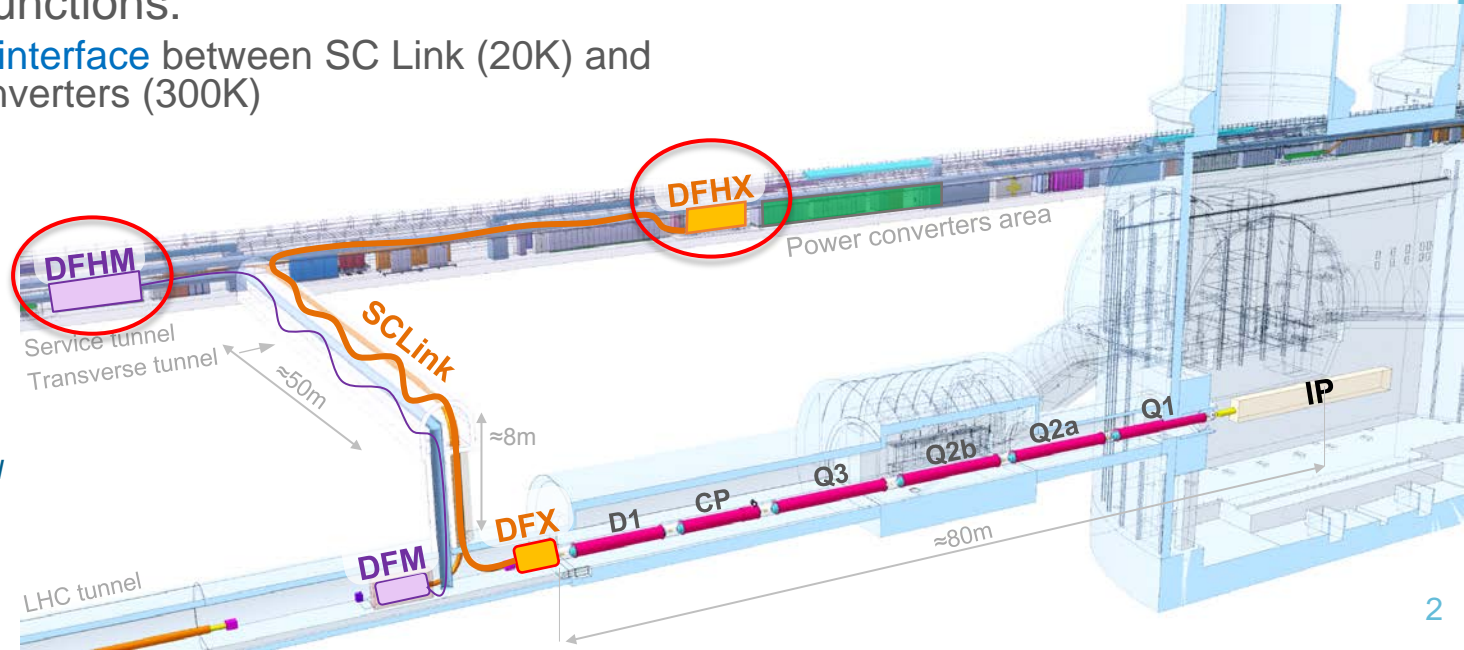 unctions.
interface between SC Link (20K) and
nverters (300K)
DFHX
Power converters area
DFHM
Service tunnel
Transverse tunnel
≈50m
SCLink
≈8m
IP
Q1
Q2a
Q2b
Q3
CP
D1
DFX
DFM
≈80m
LHC tunnel
2